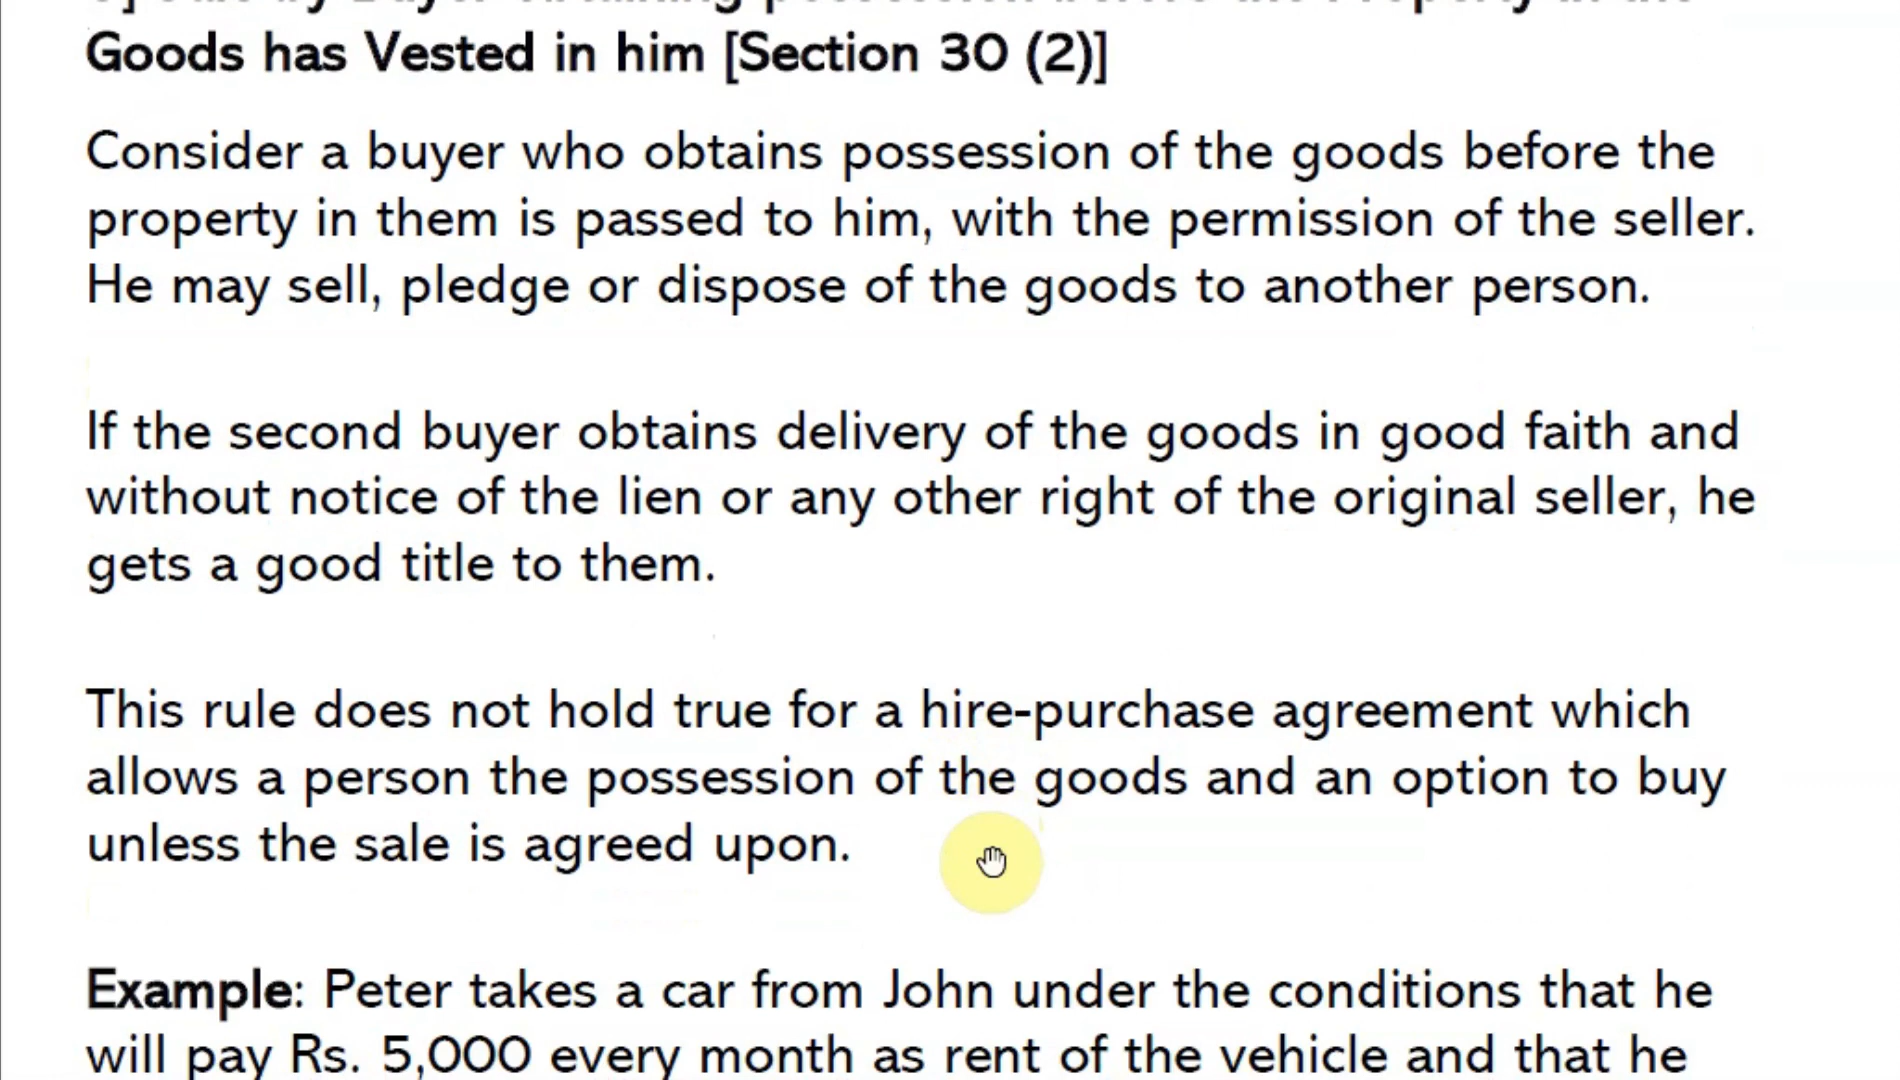 Goods has Vested in him [Section 30 (2)]
Consider a buyer who obtains possession of the goods before the
property in them is passed to him, with the permission of the seller.
He may sell, pledge or dispose of the goods to another person.
If the second buyer obtains delivery of the goods in good faith and
without notice of the lien or any other right of the original seller, he
gets a good title to them.
This rule does not hold true for a hire-purchase agreement which
allows a person the possession of the goods and an option to buy
unless the sale is agreed upon.
Example: Peter takes a car from John under the conditions that he
will pay Rs. 5,000 every month as rent of the vehicle and that he